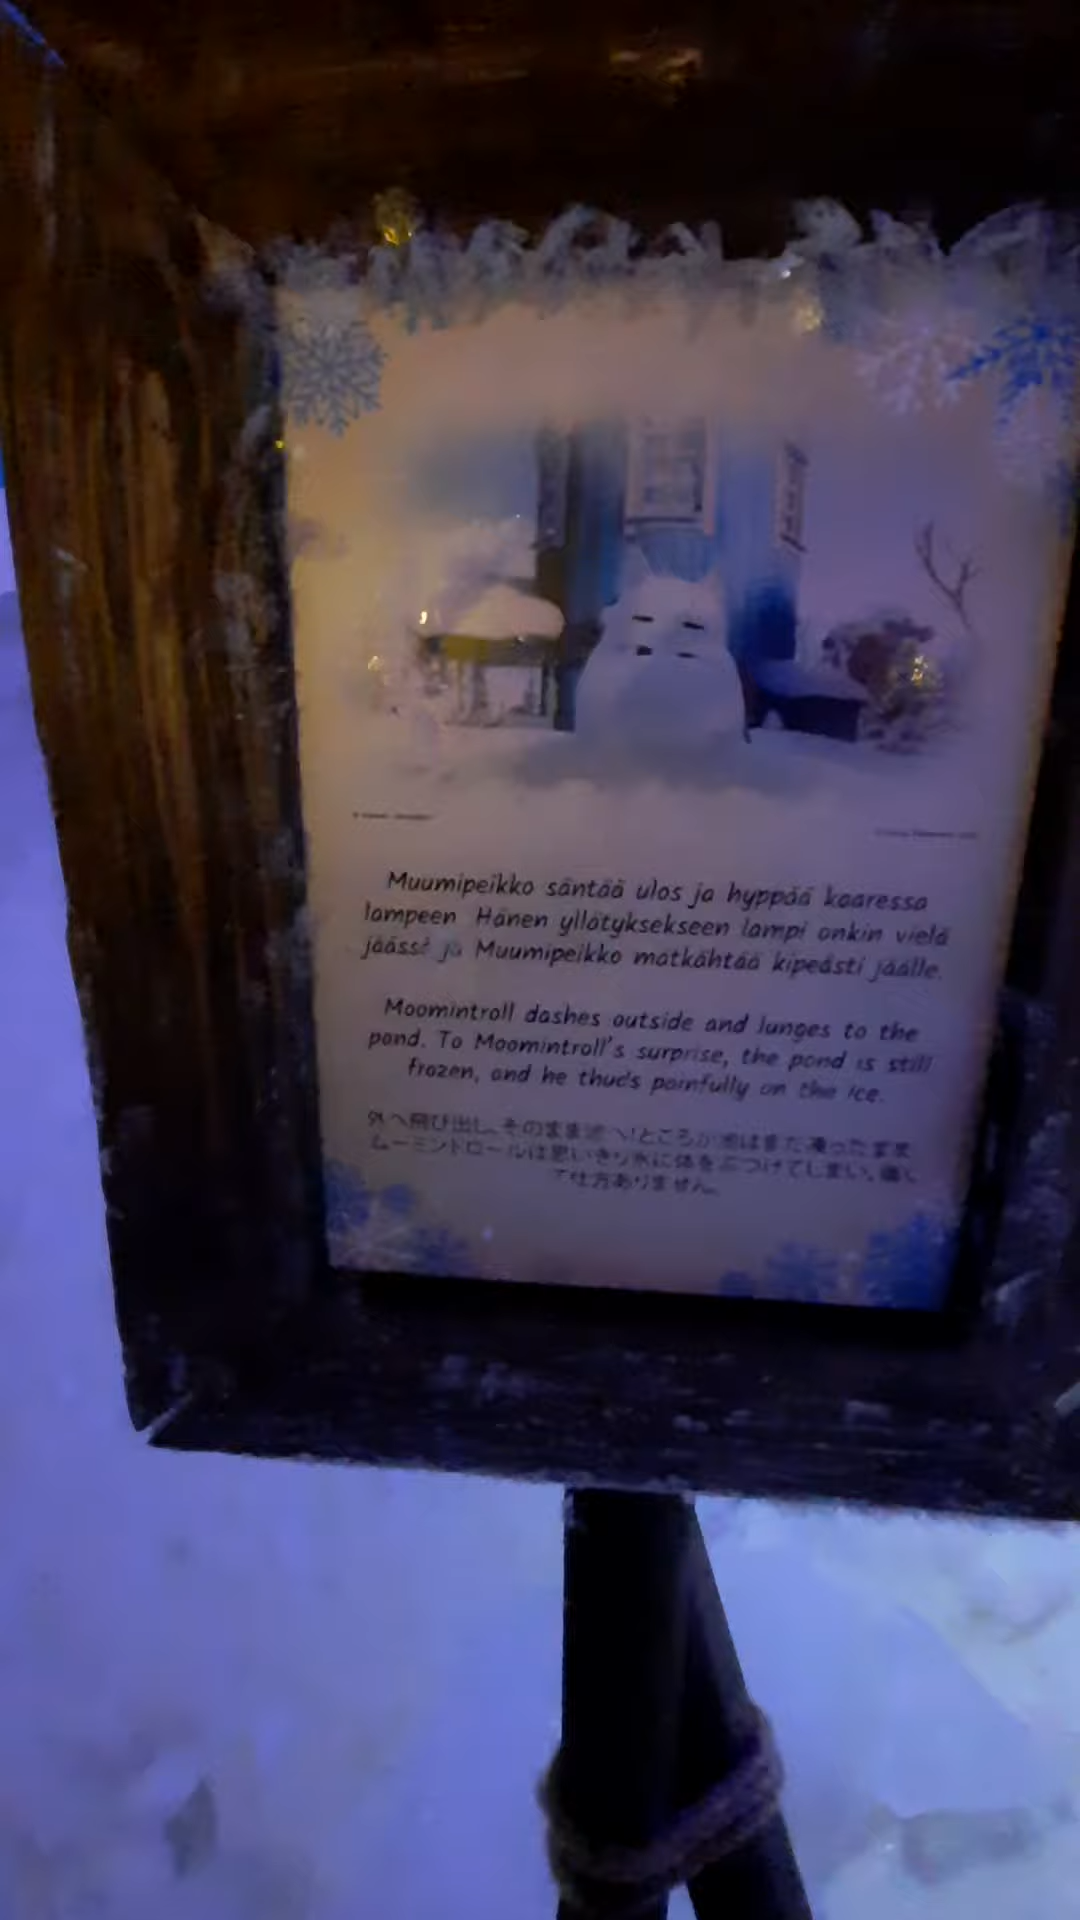 Muumipeikko säntää ulos ja hyppää kaaressa
lampeen Hänen yllätyksekseen lampi onkin vielä
jäässä ja Muumipeikko mätkähtää kipeästi jäälle.
Moomintroll dashes outside and lunges to the
pond. To Moomintroll's surprise, the pond is still
frozen, and he thuds painfully on the ice.
外へ飛び出し、そのまま池へ!ところが池はまだ凍ったまま
ムーミントロールは思いきり氷に体をぶつけてしまい、痛く
て仕方ありません。